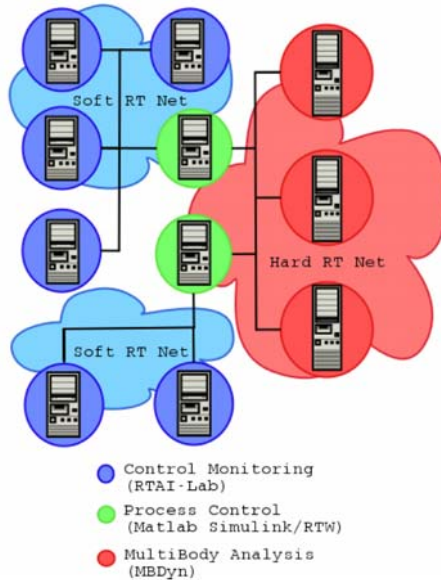 Soft RT Net
Hard RT Net
Soft RT Net
Control Monitoring
(RTAI-Lab)
Process Control
(Matlab Simulink/RTW)
MultiBody Analysis
(MBDyn)